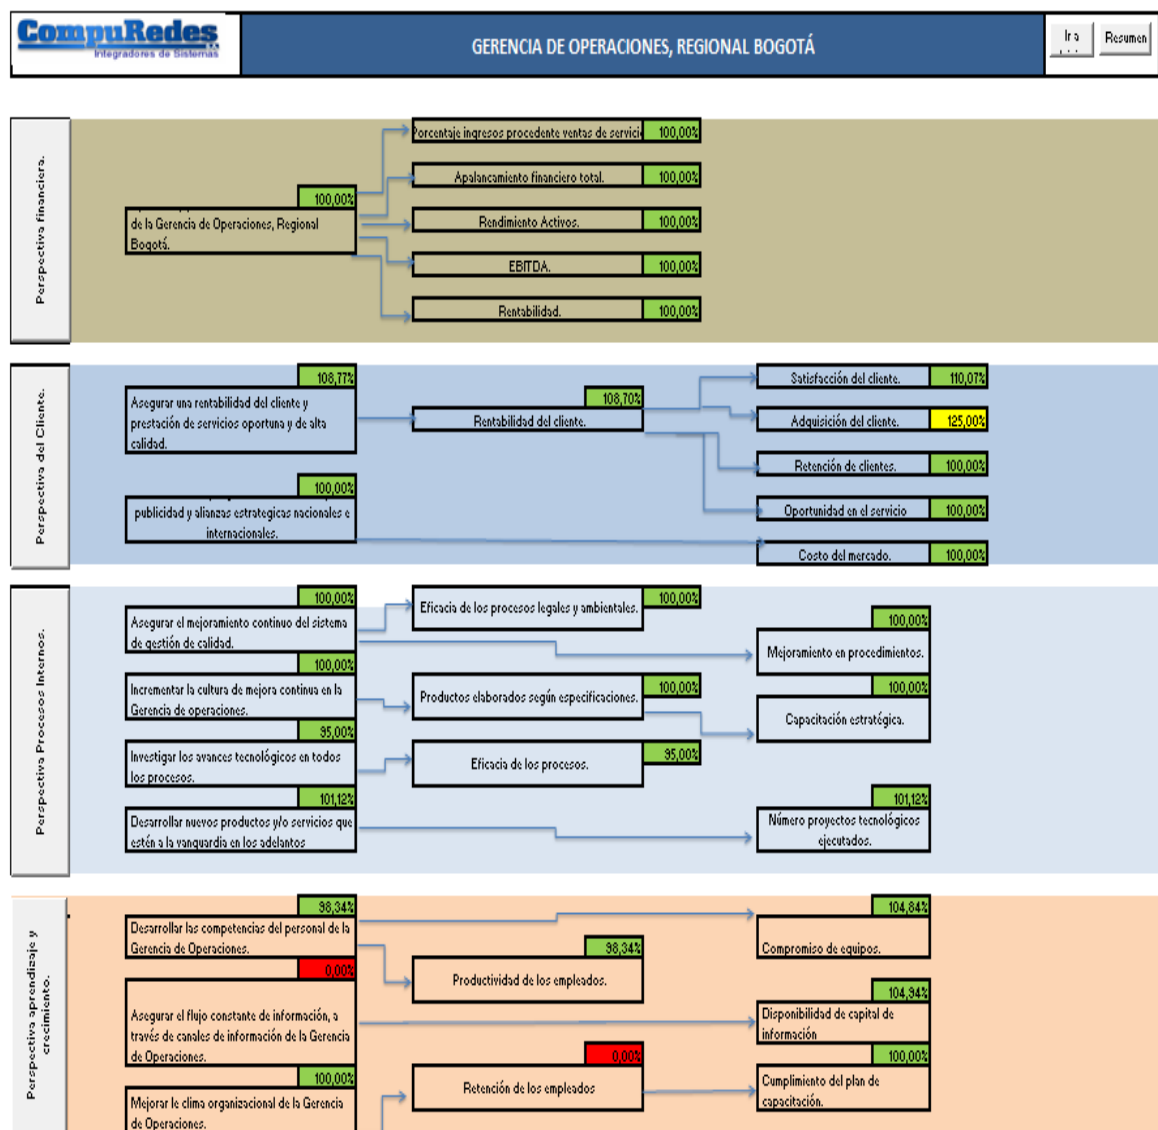 CompuRedes
Integradores de Sistemas
GERENCIA DE OPERACIONES, REGIONAL BOGOTÁ
Ir a
Resumen
Perspectiva financiera.
100,00%
de la Gerencia de Operaciones, Regional
Bogotá.
Porcentaje ingresos procedente ventas de servici
100,00%
Apalancamiento financiero total.
100,00%
Rendimiento Activos.
100,00%
EBITDA.
100,00%
Rentabilidad.
100,00%
Perspectiva del Cliente.
108,77%
Asegurar una rentabilidad del cliente y
prestación de servicios oportuna y de alta
calidad.
108,70%
Rentabilidad del cliente.
Satisfacción del cliente.
110,07%
Adquisición del cliente.
125,00%
Retención de clientes.
100,00%
100,00%
publicidad y alianzas estrategicas nacionales e
internacionales.
Oportunidad en el servicio
100,00%
Costo del mercado.
100,00%
Perspectiva Procesos Internos.
100,00%
Asegurar el mejoramiento continuo del sistema
de gestión de calidad.
Eficacia de los procesos legales y ambientales.
100,00%
100,00%
Mejoramiento en procedimientos.
100,00%
Incrementar la cultura de mejora continua en la
Gerencia de operaciones.
Productos elaborados según especificaciones.
100,00%
100,00%
Capacitación estratégica.
95,00%
Investigar los avances tecnológicos en todos
los procesos.
Eficacia de los procesos.
95,00%
101,12%
Desarrollar nuevos productos y/o servicios que
estén a la vanguardia en los adelantos
101,12%
Número proyectos tecnológicos
ejecutados.
Perspectiva aprendizaje y
crecimiento.
98,34%
Desarrollar las competencias del personal de la
Gerencia de Operaciones.
98,34%
Productividad de los empleados.
104,84%
Compromiso de equipos.
0,00%
Asegurar el flujo constante de información, a
través de canales de información de la Gerencia
de Operaciones.
104,94%
Disponibilidad de capital de
información
100,00%
Mejorar le clima organizacional de la Gerencia
de Operaciones.
0,00%
Retención de los empleados
100,00%
Cumplimiento del plan de
capacitación.